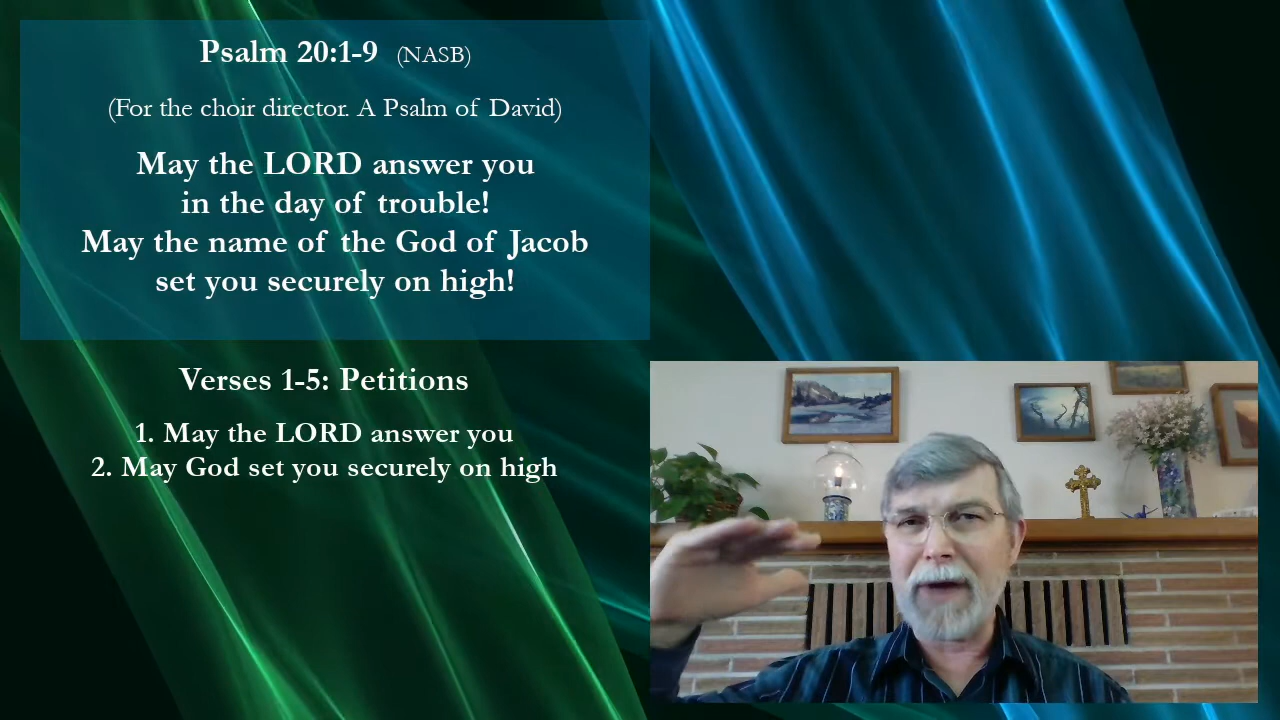 Psalm 20:1-9 (NASB)
(For the choir director. A Psalm of David)
May the LORD answer you
in the day of trouble!
May the name of the God of Jacob
set you securely on high!
Verses 1-5: Petitions
1. May the LORD answer you
2. May God set you securely on high